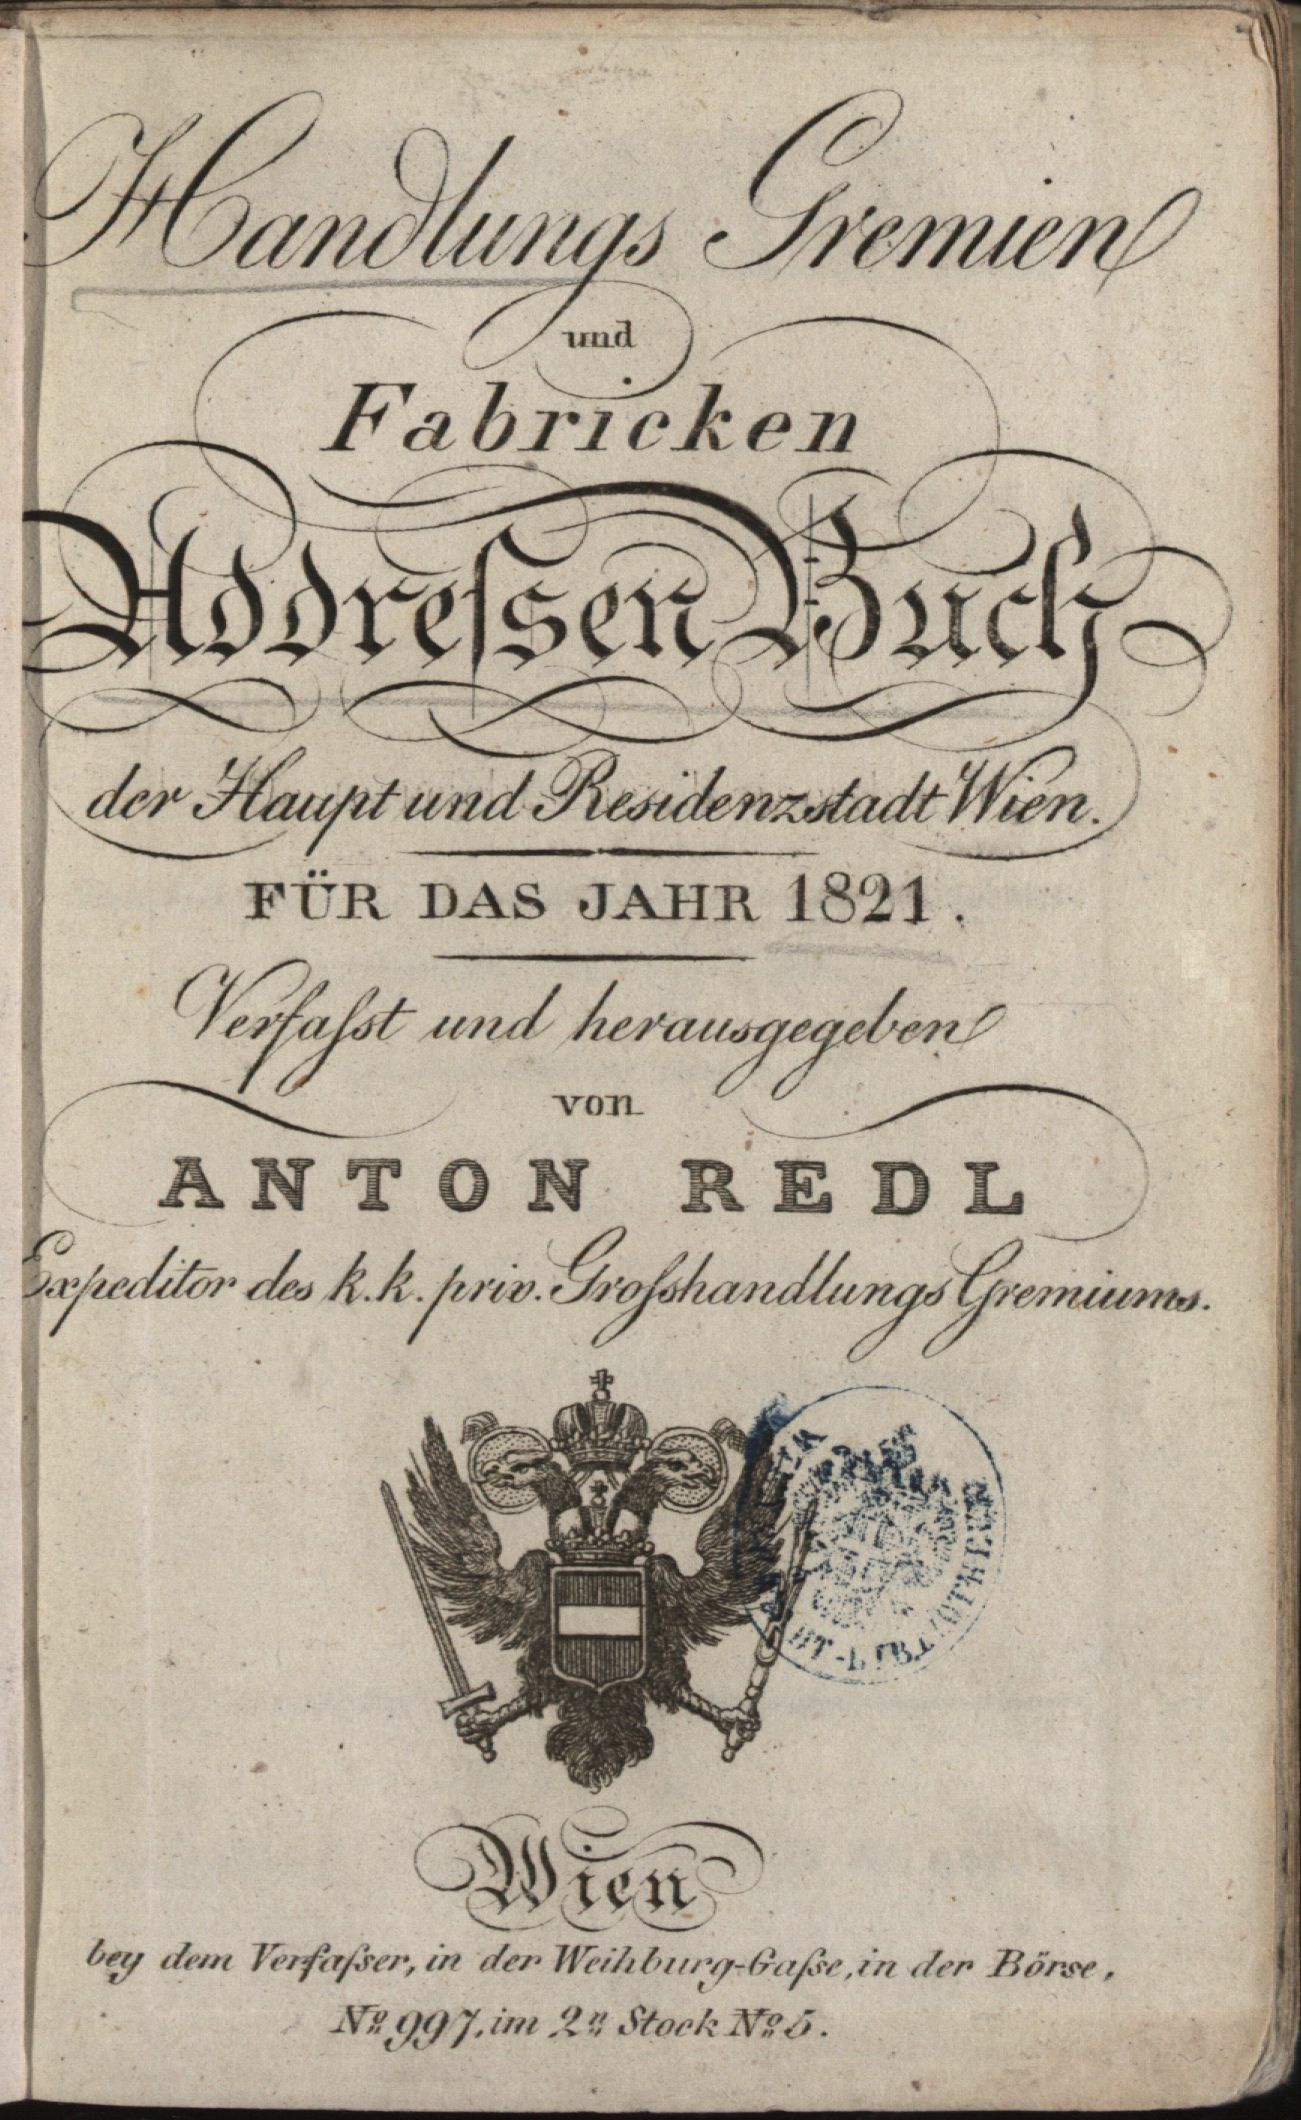 Handlungs Gremien
und
Fabricken
Addreſsen Buch
der Haupt und Residenzstadt Wien.
FÜR DAS JAHR 1821.
Verfaſst und herausgegeben
von
ANTON REDL
Expeditor des k.k. priv. Groſshandlungs Gremiums.
Wien
bey dem Verfaſser, in der Weihburg-Gaſse, in der Börse,
Nº 997. im 2ⁿ Stock Nº 5.